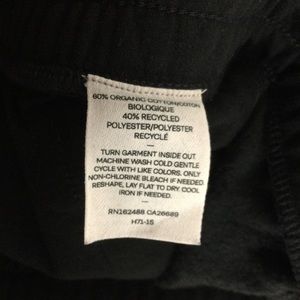 60% ORGANIC COTTON/COTON
BIOLOGIQUE
40% RECYCLED
POLYESTER/POLYESTER
RECYCLÉ
—
TURN GARMENT INSIDE OUT.
MACHINE WASH COLD GENTLE
CYCLE WITH LIKE COLORS. ONLY
NON-CHLORINE BLEACH IF NEEDED.
RESHAPE, LAY FLAT TO DRY. COOL
IRON IF NEEDED.
—
RN162488 CA26689
H71-15